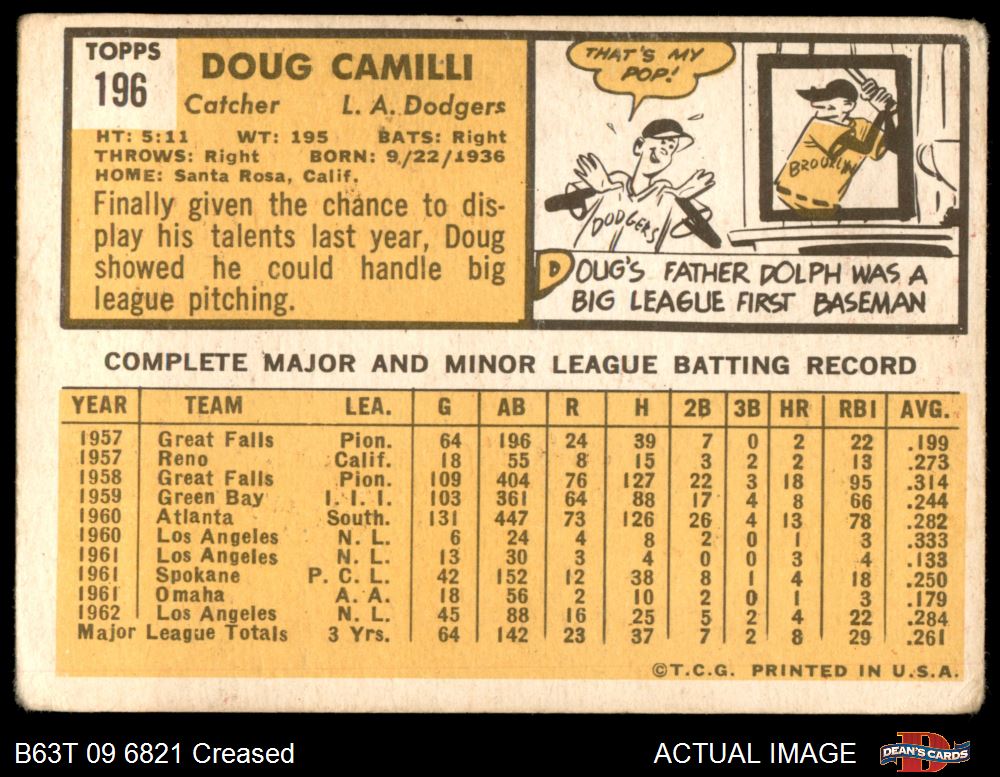 TOPPS
196
DOUG CAMILLI
Catcher L. A. Dodgers
HT: 5:11 WT: 195 BATS: Right
THROWS: Right BORN: 9/22/1936
HOME: Santa Rosa, Calif.
Finally given the chance to dis-
play his talents last year, Doug
showed he could handle big
league pitching.
THAT'S MY
POP!
DODGERS
BROOKLYN
DOUG'S FATHER DOLPH WAS A
BIG LEAGUE FIRST BASEMAN
COMPLETE MAJOR AND MINOR LEAGUE BATTING RECORD
YEAR TEAM LEA. G AB R H 2B 3B HR RBI AVG.
1957 Great Falls Pion. 64 196 24 39 7 0 2 22 .199
1957 Reno Calif. 18 55 8 15 3 2 2 13 .273
1958 Great Falls Pion. 109 404 76 127 22 3 18 95 .314
1959 Green Bay I. I. I. 103 361 64 88 17 4 8 66 .244
1960 Atlanta South. 131 447 73 126 26 4 13 78 .282
1960 Los Angeles N. L. 6 24 4 8 2 0 1 3 .333
1961 Los Angeles N. L. 13 30 3 4 0 0 3 4 .133
1961 Spokane P. C. L. 42 152 12 38 8 1 4 18 .250
1961 Omaha A. A. 18 56 2 10 2 0 1 3 .179
1962 Los Angeles N. L. 45 88 16 25 5 2 4 22 .284
Major League Totals 3 Yrs. 64 142 23 37 7 2 8 29 .261
©T.C.G. PRINTED IN U.S.A.
B63T 09 6821 Creased ACTUAL IMAGE
DEAN'S CARDS